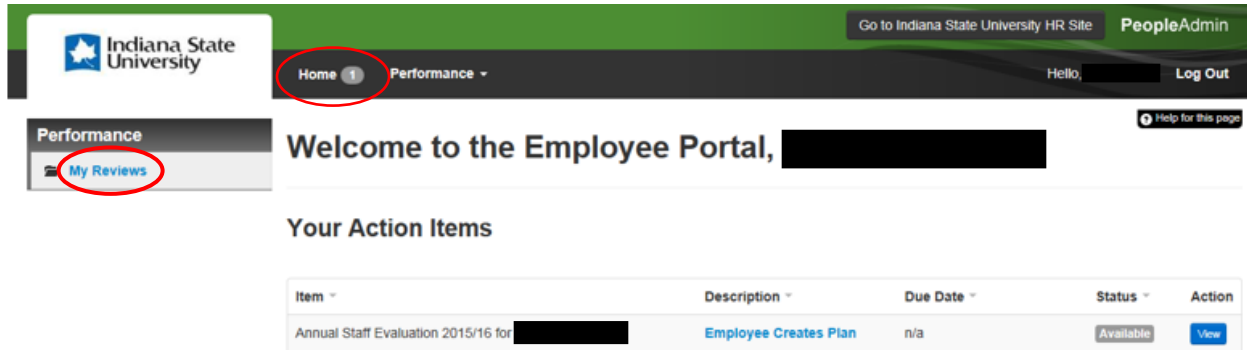 Go to Indiana State University HR Site PeopleAdmin
Indiana State
University
Home 1 Performance Hello, Log Out
Help for this page
Performance
My Reviews
Welcome to the Employee Portal,
Your Action Items
Item Description Due Date Status Action
Annual Staff Evaluation 2015/16 for Employee Creates Plan n/a Available View